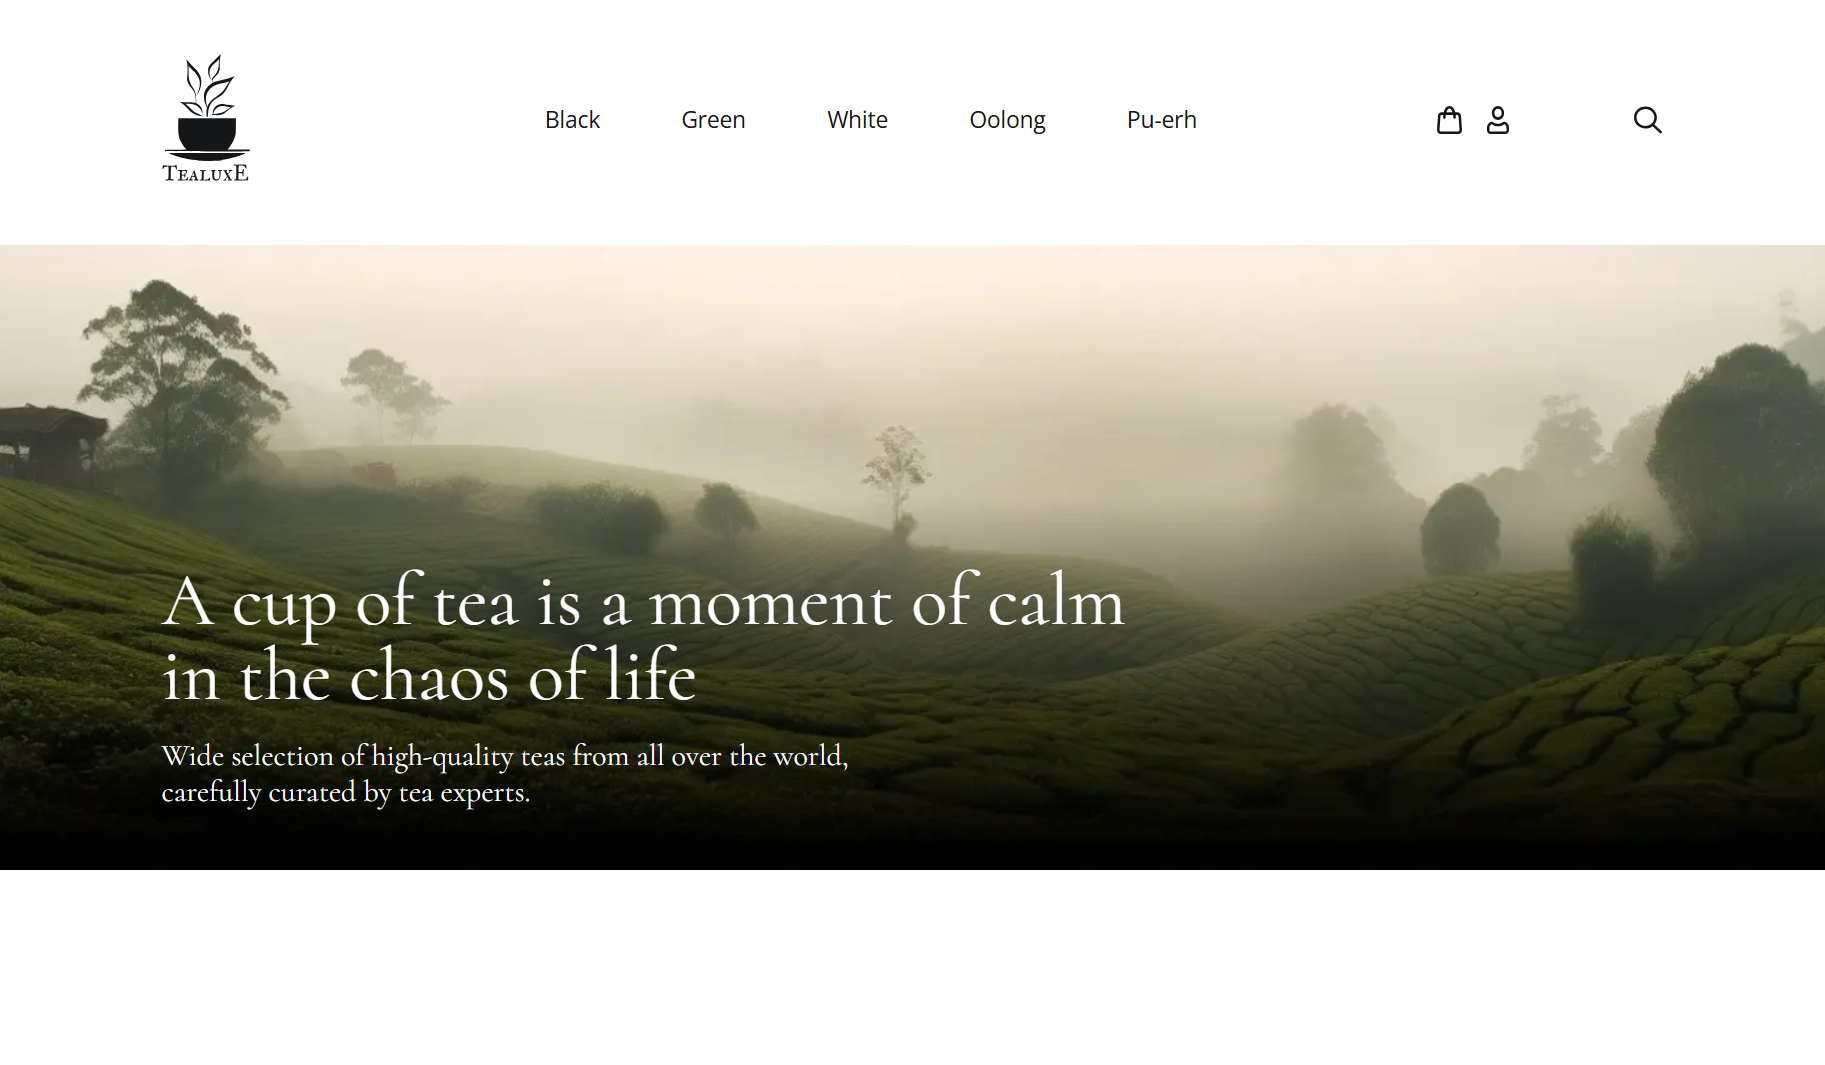 TEALUXE
Black
Green
White
Oolong
Pu-erh
A cup of tea is a moment of calm
in the chaos of life
Wide selection of high-quality teas from all over the world,
carefully curated by tea experts.